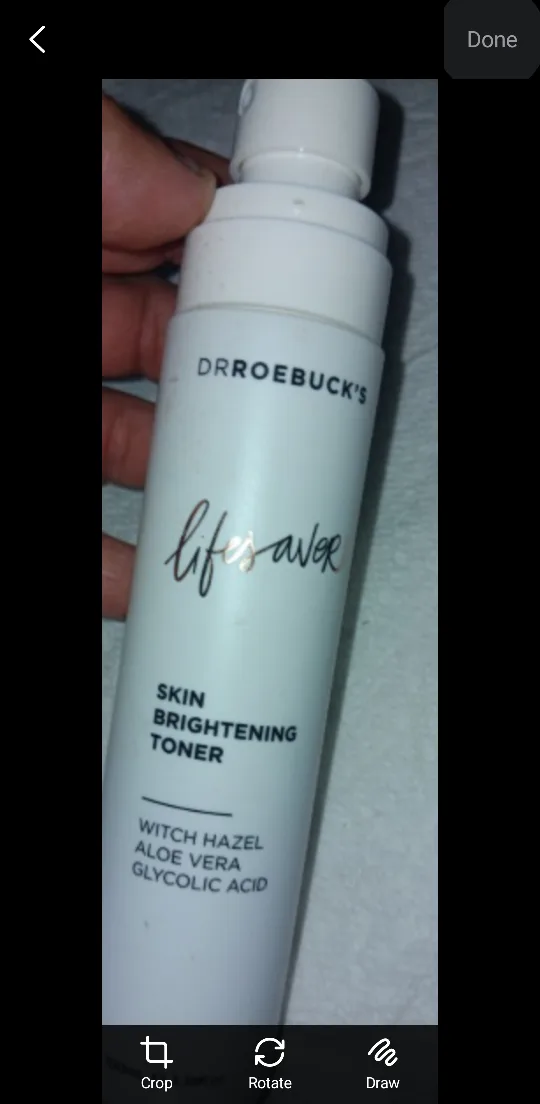 Done
DRROEBUCK'S
lifesaver
SKIN
BRIGHTENING
TONER
WITCH HAZEL
ALOE VERA
GLYCOLIC ACID
Crop
Rotate
Draw